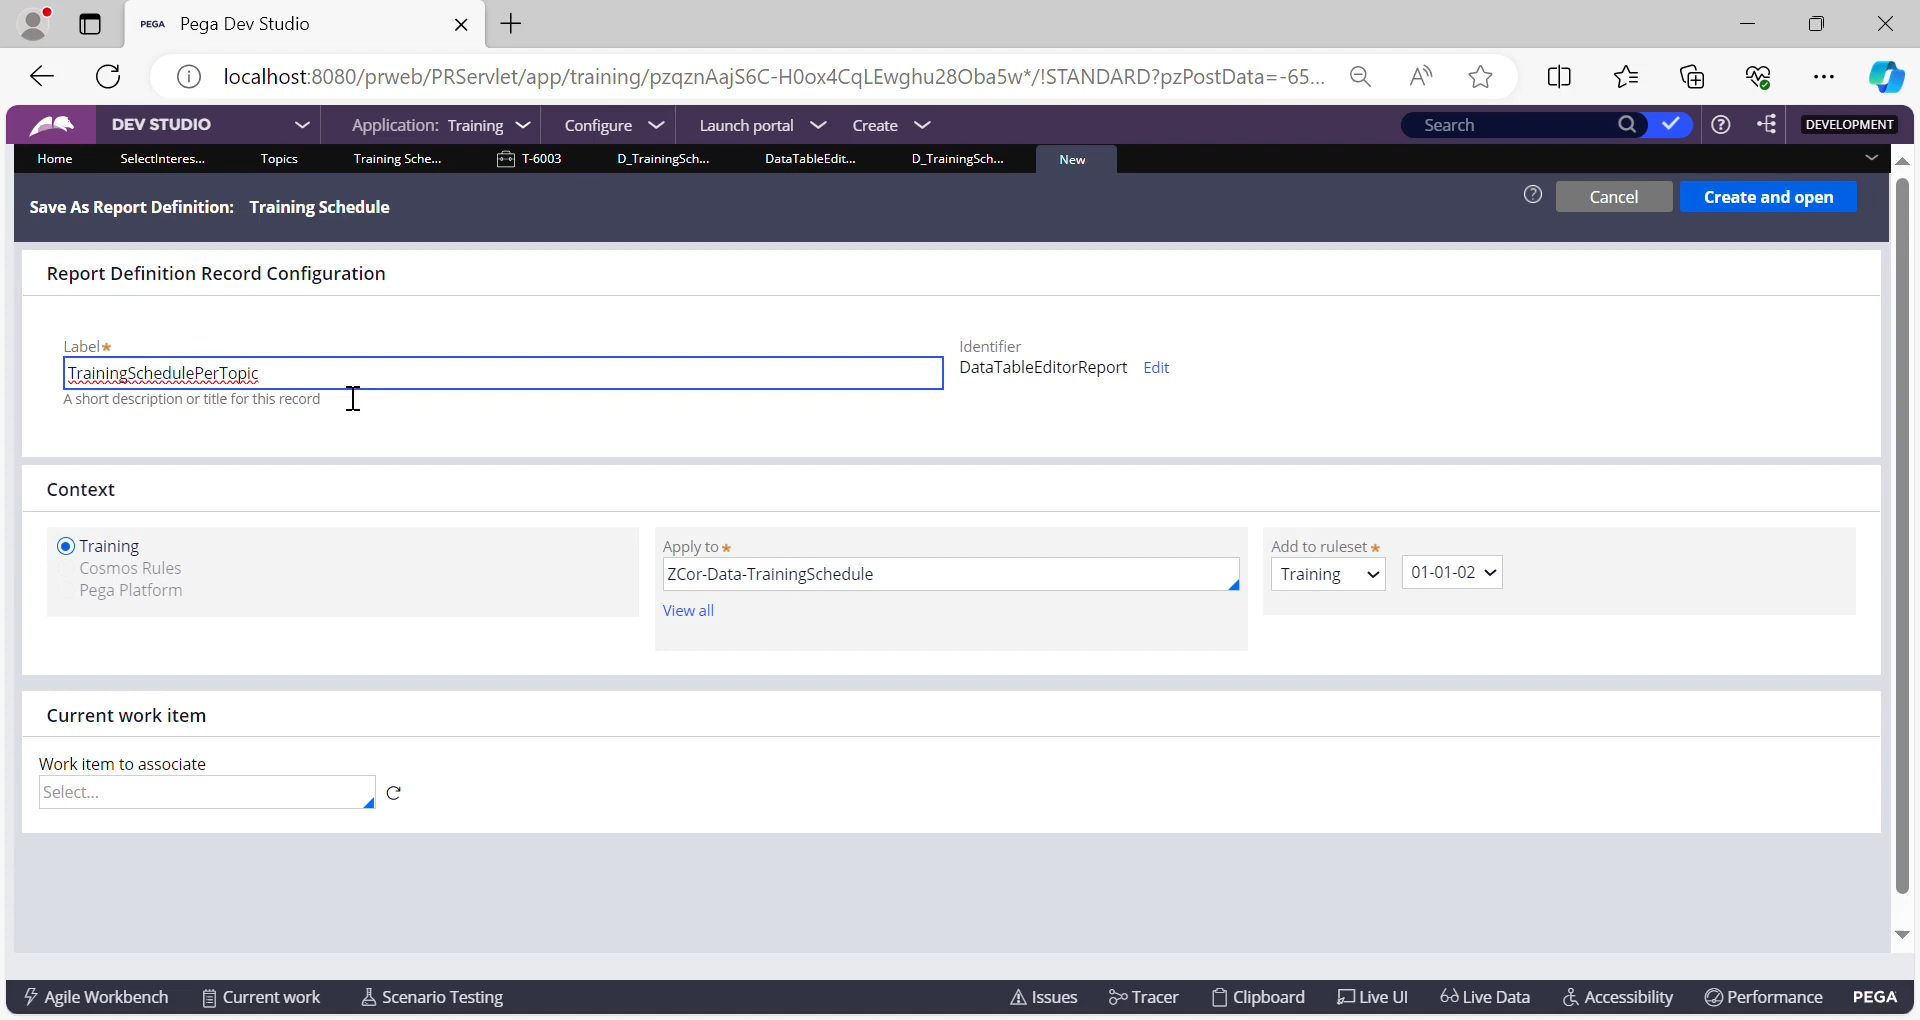 PEGA Pega Dev Studio
localhost:8080/prweb/PRServlet/app/training/pzqznAajS6C-H0ox4CqLEwghu28Oba5w*/!STANDARD?pzPostData=-65...
DEV STUDIO Application: Training Configure Launch portal Create Search DEVELOPMENT
Home SelectInteres... Topics Training Sche... T-6003 D_TrainingSch... DataTableEdit... D_TrainingSch... New
Save As Report Definition: Training Schedule Cancel Create and open
Report Definition Record Configuration
Label* Identifier
TrainingSchedulePerTopic DataTableEditorReport Edit
A short description or title for this record
Context
Training Apply to* Add to ruleset*
Cosmos Rules ZCor-Data-TrainingSchedule Training 01-01-02
Pega Platform View all
Current work item
Work item to associate
Select...
Agile Workbench Current work Scenario Testing Issues Tracer Clipboard Live UI Live Data Accessibility Performance PEGA